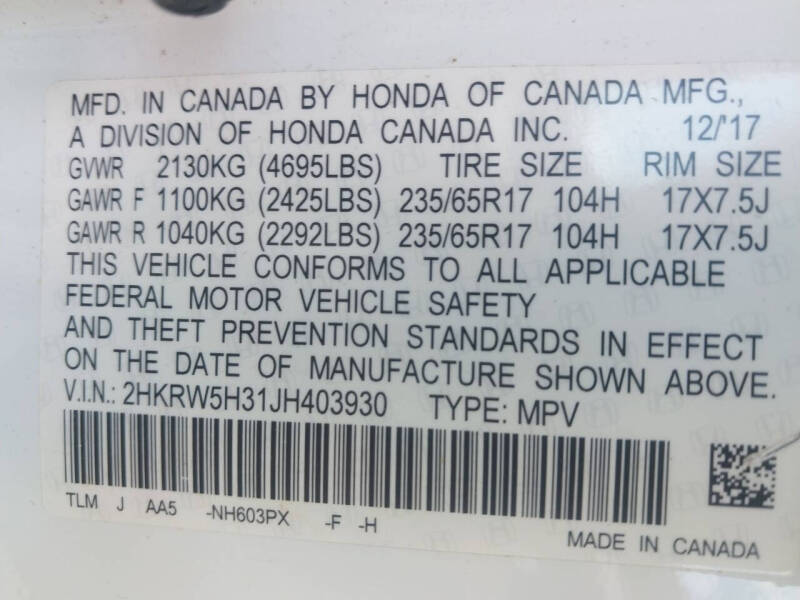 MFD. IN CANADA BY HONDA OF CANADA MFG.,
A DIVISION OF HONDA CANADA INC. 12/'17
GVWR 2130KG (4695LBS) TIRE SIZE RIM SIZE
GAWR F 1100KG (2425LBS) 235/65R17 104H 17X7.5J
GAWR R 1040KG (2292LBS) 235/65R17 104H 17X7.5J
THIS VEHICLE CONFORMS TO ALL APPLICABLE
FEDERAL MOTOR VEHICLE SAFETY
AND THEFT PREVENTION STANDARDS IN EFFECT
ON THE DATE OF MANUFACTURE SHOWN ABOVE.
V.I.N.: 2HKRW5H31JH403930 TYPE: MPV
TLM J AA5 -NH603PX -F -H
MADE IN CANADA